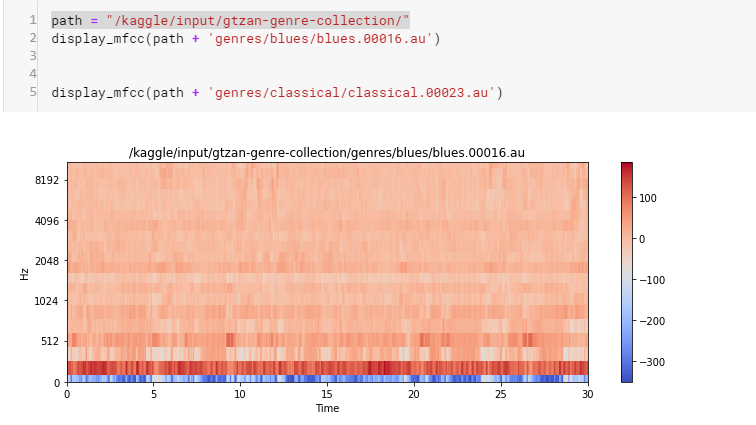 1 path = "/kaggle/input/gtzan-genre-collection/"
2 display_mfcc(path + 'genres/blues/blues.00016.au')
3
4
5 display_mfcc(path + 'genres/classical/classical.00023.au')
/kaggle/input/gtzan-genre-collection/genres/blues/blues.00016.au
8192
4096
2048
1024
512
0
Hz
0 5 10 15 20 25 30
Time
100
0
−100
−200
−300